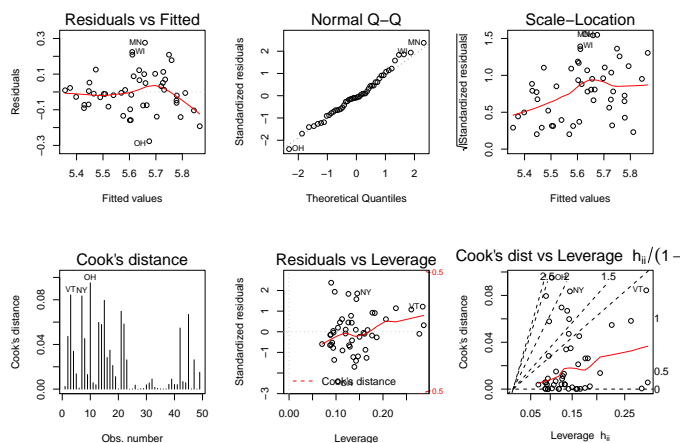 Residuals vs Fitted
Residuals
−0.3
−0.1
0.1
0.3
MN
WI
OH
5.4
5.5
5.6
5.7
5.8
Fitted values
Normal Q−Q
Standardized residuals
−2
−1
0
1
2
MN
WI
OH
−2
−1
0
1
2
Theoretical Quantiles
Scale−Location
√|Standardized residuals|
0.0
0.5
1.0
1.5
WI
5.4
5.5
5.6
5.7
5.8
Fitted values
Cook's distance
Cook's distance
0.00
0.04
0.08
OH
VT
NY
0
10
20
30
40
50
Obs. number
Residuals vs Leverage
Standardized residuals
−3
−1
0
1
2
NY
VT
0.5
0.5
Cook's distance
0.00
0.10
0.20
Leverage
Cook's dist vs Leverage hᵢᵢ/(1 −
Cook's distance
0.00
0.04
0.08
2.5
2
1.5
1
0.5
0
NY
VT
0.05
0.15
0.25
Leverage hᵢᵢ